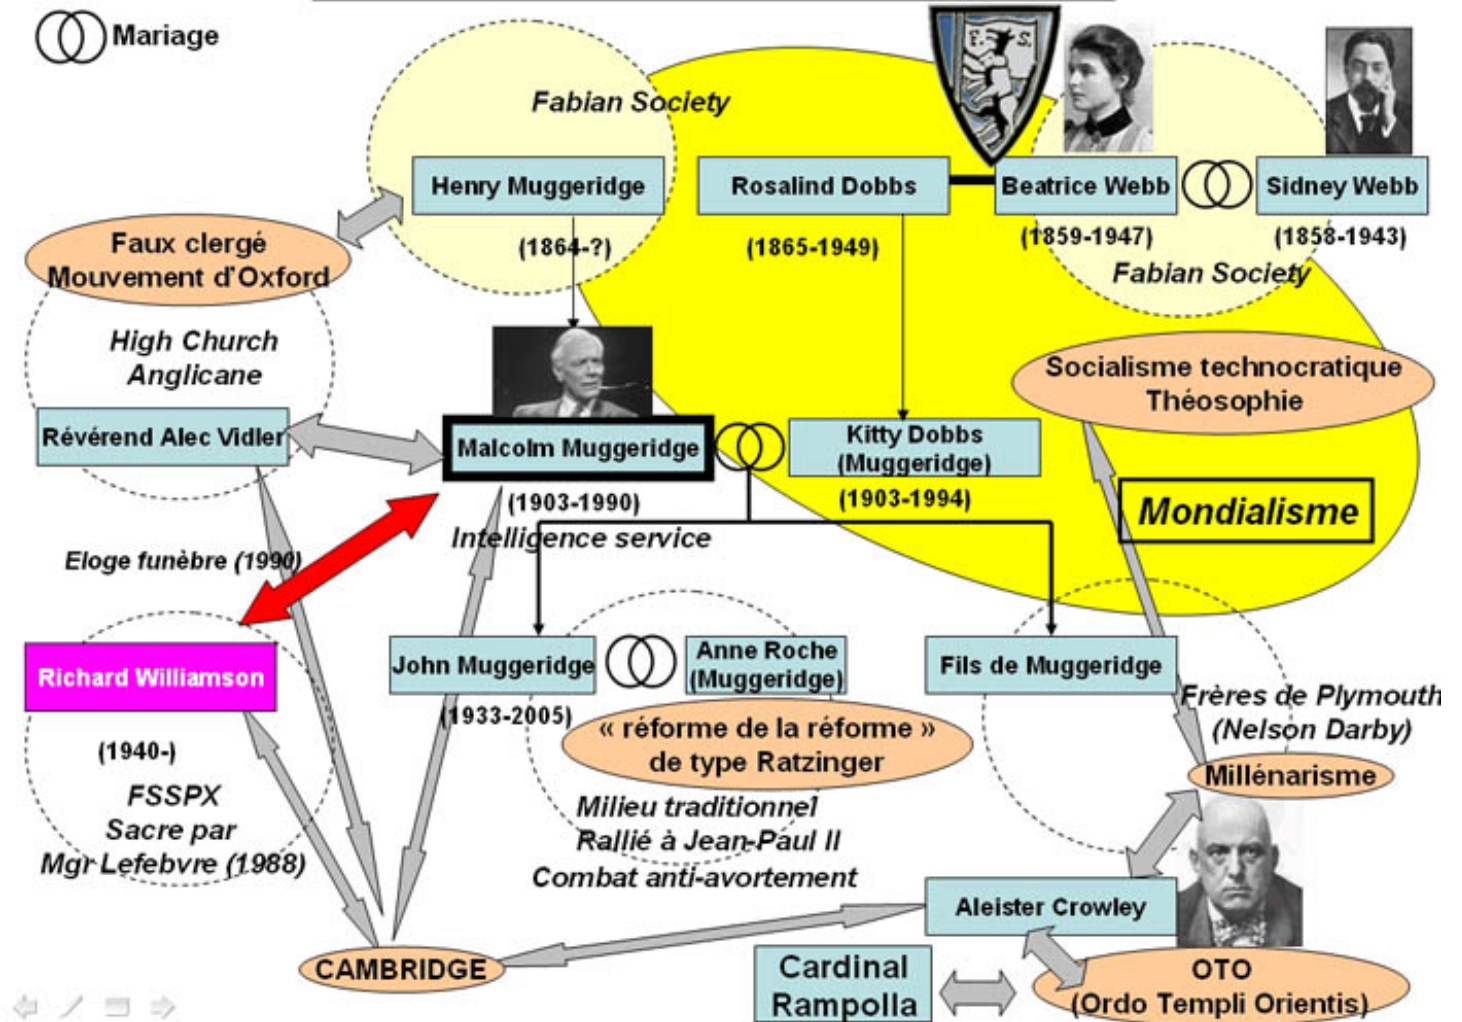 Mariage
F. S.
Fabian Society
Henry Muggeridge
Rosalind Dobbs
Beatrice Webb
Sidney Webb
(1864-?)
(1865-1949)
(1859-1947)
(1858-1943)
Fabian Society
Faux clergé
Mouvement d'Oxford
High Church
Anglicane
Socialisme technocratique
Théosophie
Révérend Alec Vidler
Malcolm Muggeridge
Kitty Dobbs
(Muggeridge)
(1903-1990)
(1903-1994)
Intelligence service
Mondialisme
Eloge funèbre (1990)
Richard Williamson
John Muggeridge
Anne Roche
(Muggeridge)
Fils de Muggeridge
(1933-2005)
« réforme de la réforme »
de type Ratzinger
Frères de Plymouth
(Nelson Darby)
(1940-)
FSSPX
Sacre par
Mgr Lefebvre (1988)
Milieu traditionnel
Rallié à Jean-Paul II
Combat anti-avortement
Millénarisme
Aleister Crowley
CAMBRIDGE
Cardinal
Rampolla
OTO
(Ordo Templi Orientis)